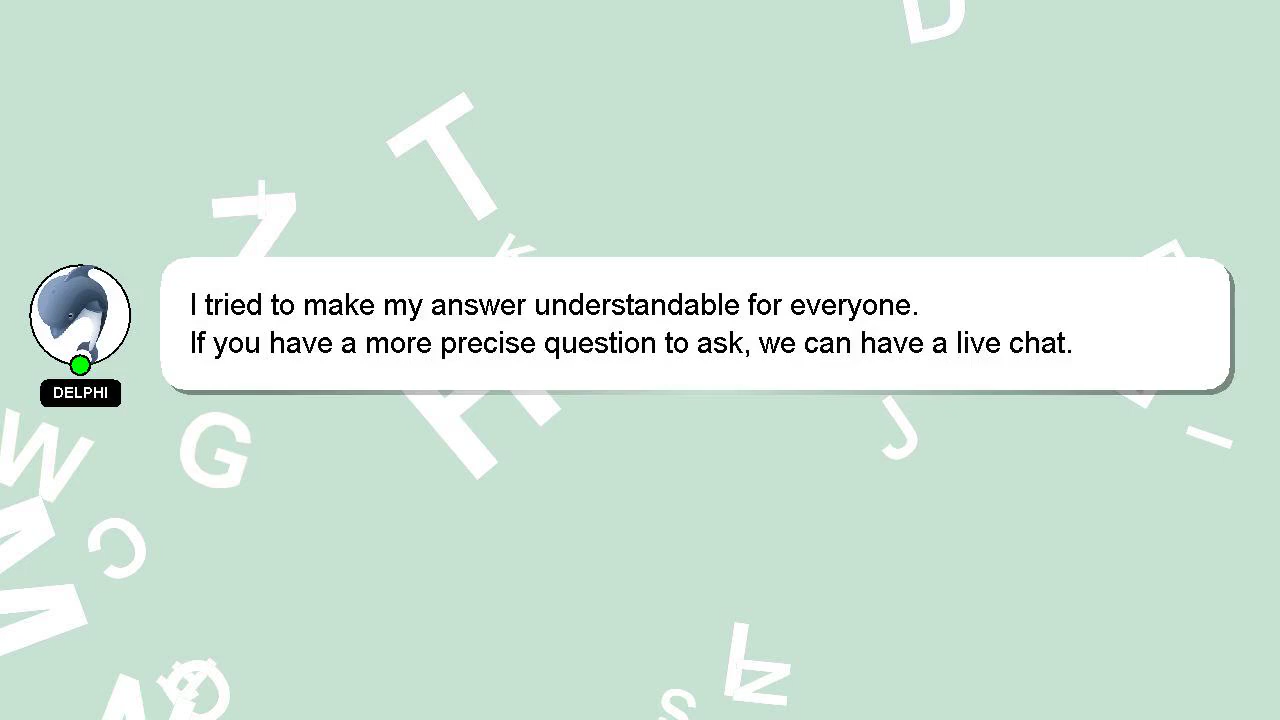 D
T
I
Z
K
I tried to make my answer understandable for everyone.
If you have a more precise question to ask, we can have a live chat.
DELPHI
H
J
I
W
G
C
M
S
Z